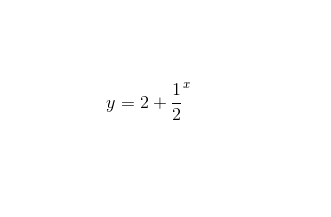 y = 2 + \frac{1}{2}^x